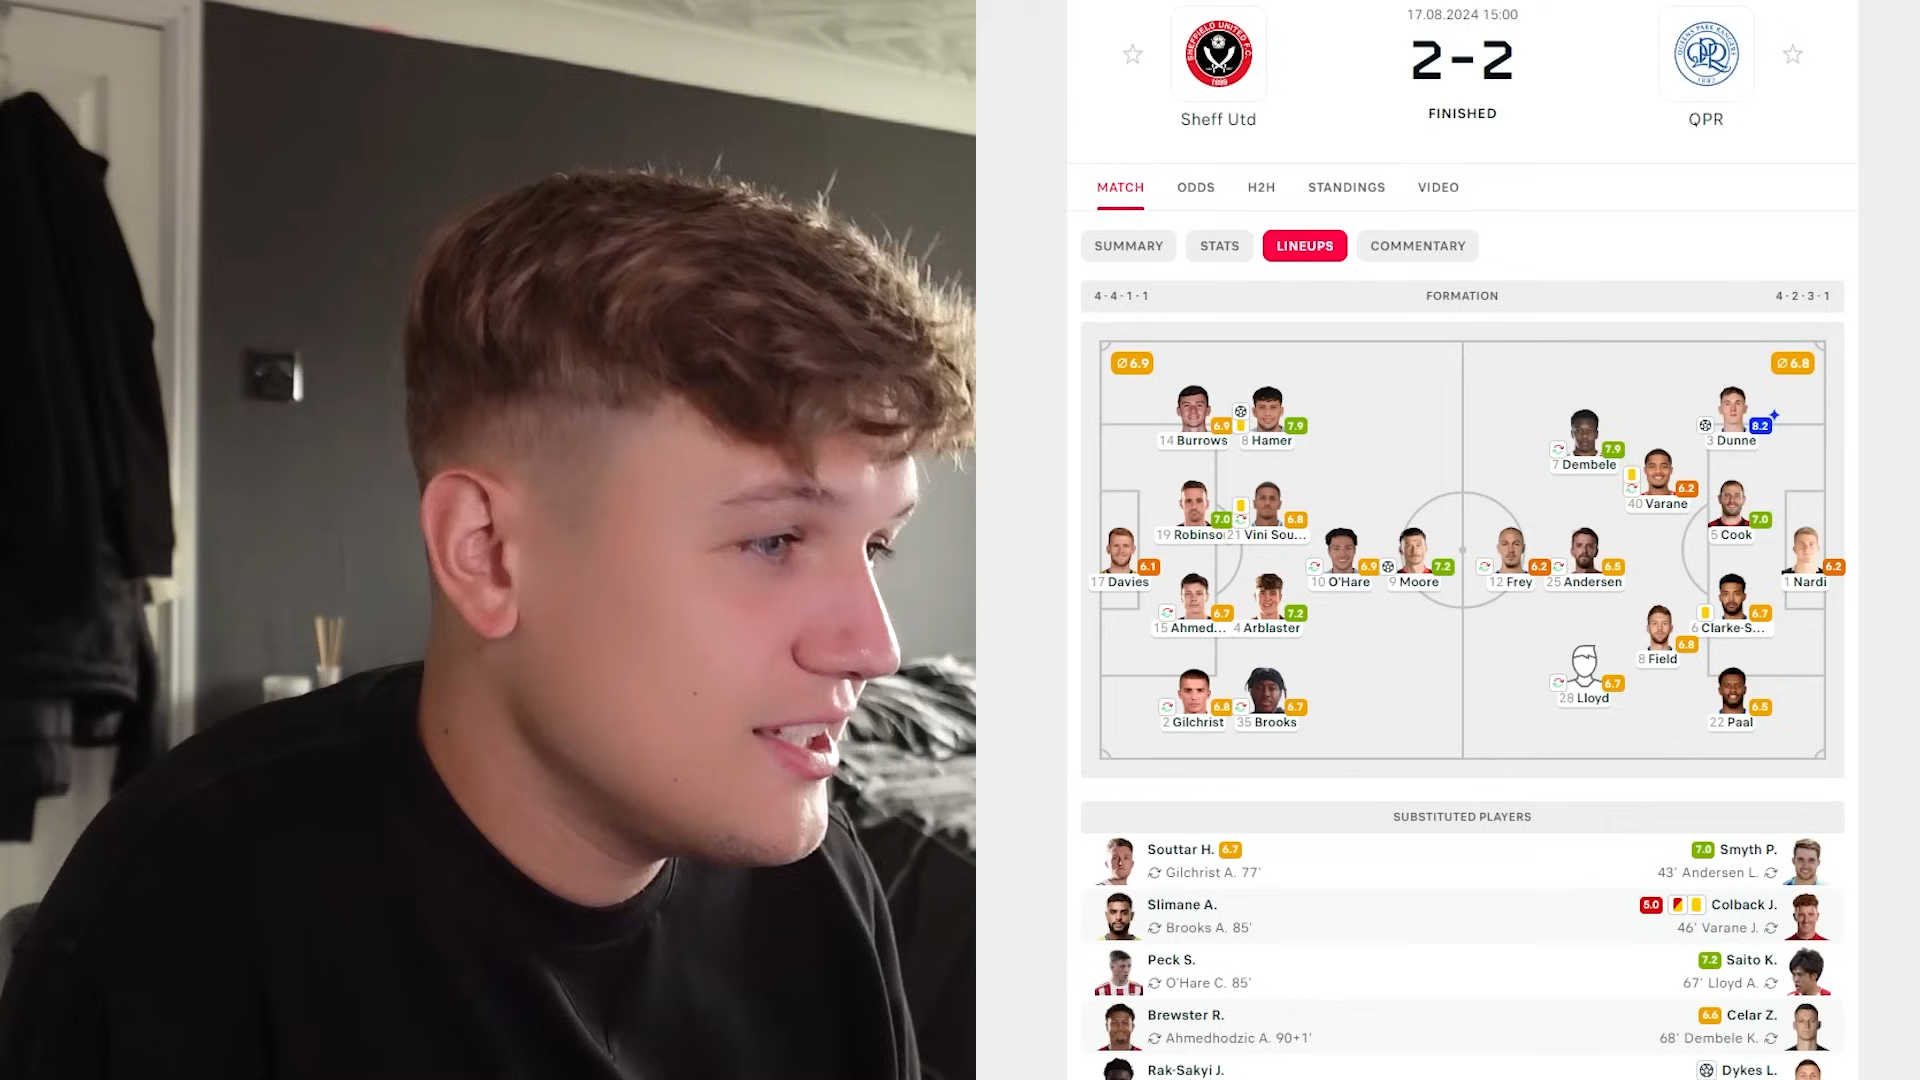 17.08.2024 15:00
2-2
FINISHED
SHEFFIELD UNITED F.C.
1889
Sheff Utd
QUEENS PARK RANGERS
QPR
1882
QPR
MATCH ODDS H2H STANDINGS VIDEO
SUMMARY STATS LINEUPS COMMENTARY
4-4-1-1 FORMATION 4-2-3-1
6.9
6.8
6.9
14 Burrows
7.9
8 Hamer
7.9
7 Dembele
8.2
3 Dunne
6.2
40 Varane
7.0
19 Robinso
6.8
21 Vini Sou...
7.0
5 Cook
6.1
17 Davies
6.9
10 O'Hare
7.2
9 Moore
6.2
12 Frey
6.5
25 Andersen
6.2
1 Nardi
6.7
15 Ahmed...
7.2
4 Arblaster
6.7
6 Clarke-S...
6.8
8 Field
6.7
28 Lloyd
6.8
2 Gilchrist
6.7
35 Brooks
6.5
22 Paal
SUBSTITUTED PLAYERS
Souttar H. 6.7
Gilchrist A. 77'
7.0 Smyth P.
43' Andersen L.
Slimane A.
Brooks A. 85'
5.0 Colback J.
46' Varane J.
Peck S.
O'Hare C. 85'
7.2 Saito K.
67' Lloyd A.
Brewster R.
Ahmedhodzic A. 90+1'
6.6 Celar Z.
68' Dembele K.
Rak-Sakyi J.
Dykes L.